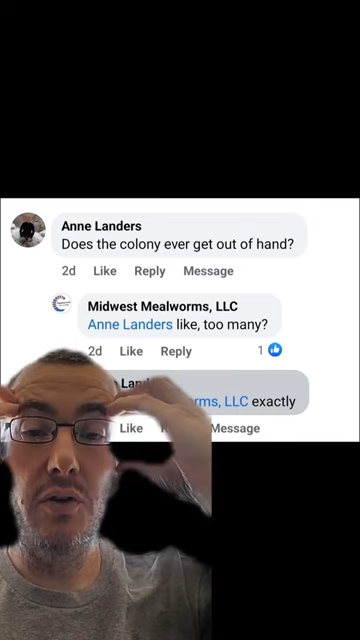 Anne Landers
Does the colony ever get out of hand?
2d Like Reply Message
Midwest Mealworms, LLC
Anne Landers like, too many?
2d Like Reply 1
LLC exactly
Like Message